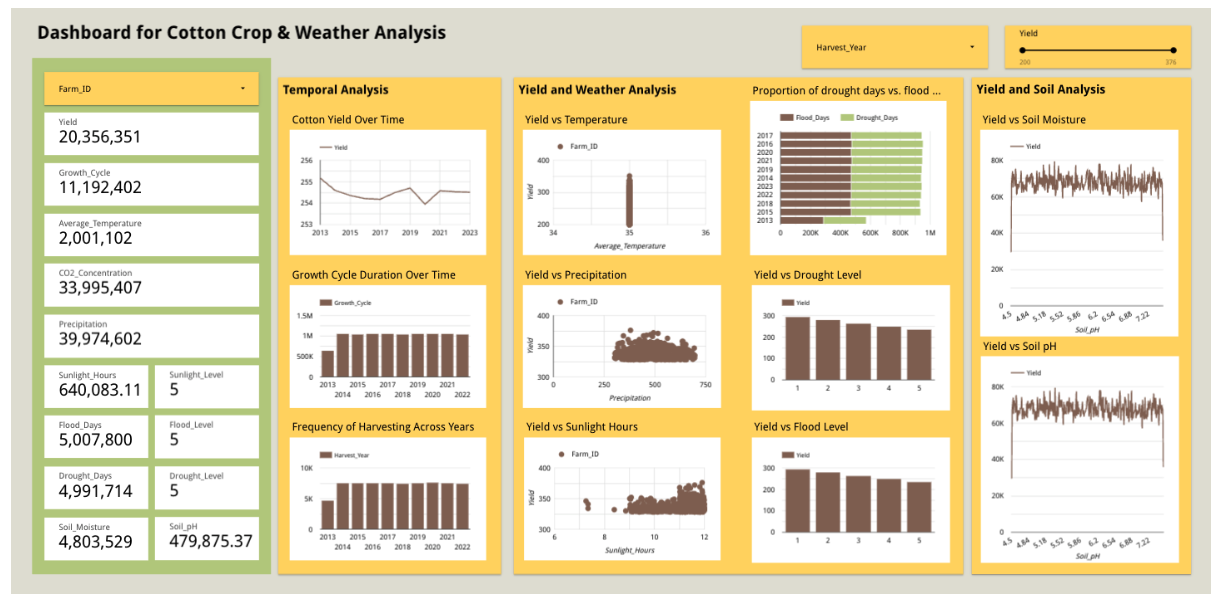 Dashboard for Cotton Crop & Weather Analysis
Harvest_Year
Yield
200 376
Farm_ID
Yield
20,356,351
Growth_Cycle
11,192,402
Average_Temperature
2,001,102
CO2_Concentration
33,995,407
Precipitation
39,974,602
Sunlight_Hours Sunlight_Level
640,083.11 5
Flood_Days Flood_Level
5,007,800 5
Drought_Days Drought_Level
4,991,714 5
Soil_Moisture Soil_pH
4,803,529 479,875.37
Temporal Analysis
Cotton Yield Over Time
Yield
256
255
254
253
2013 2015 2017 2019 2021 2023
Growth Cycle Duration Over Time
Growth_Cycle
1.5M
1M
500K
0
2013 2015 2017 2019 2021
2014 2016 2018 2020 2022
Frequency of Harvesting Across Years
Harvest_Year
10K
5K
0
2013 2015 2017 2019 2021
2014 2016 2018 2020 2022
Yield and Weather Analysis
Yield vs Temperature
Farm_ID
400
300
200
Yield
34 35 36
Average_Temperature
Yield vs Precipitation
Farm_ID
400
350
300
Yield
0 250 500 750
Precipitation
Yield vs Sunlight Hours
Farm_ID
400
350
300
Yield
6 8 10 12
Sunlight_Hours
Proportion of drought days vs. flood ...
Flood_Days Drought_Days
2017
2016
2020
2021
2019
2014
2023
2022
2018
2015
2013
0 200K 400K 600K 800K 1M
Yield vs Drought Level
Yield
300
200
100
0
1 2 3 4 5
Yield vs Flood Level
Yield
300
200
100
0
1 2 3 4 5
Yield and Soil Analysis
Yield vs Soil Moisture
Yield
80K
60K
40K
20K
0
4.5 4.84 5.18 5.52 5.86 6.2 6.54 6.88 7.22
Soil_pH
Yield vs Soil pH
Yield
80K
60K
40K
20K
0
4.5 4.84 5.18 5.52 5.86 6.2 6.54 6.88 7.22
Soil_pH